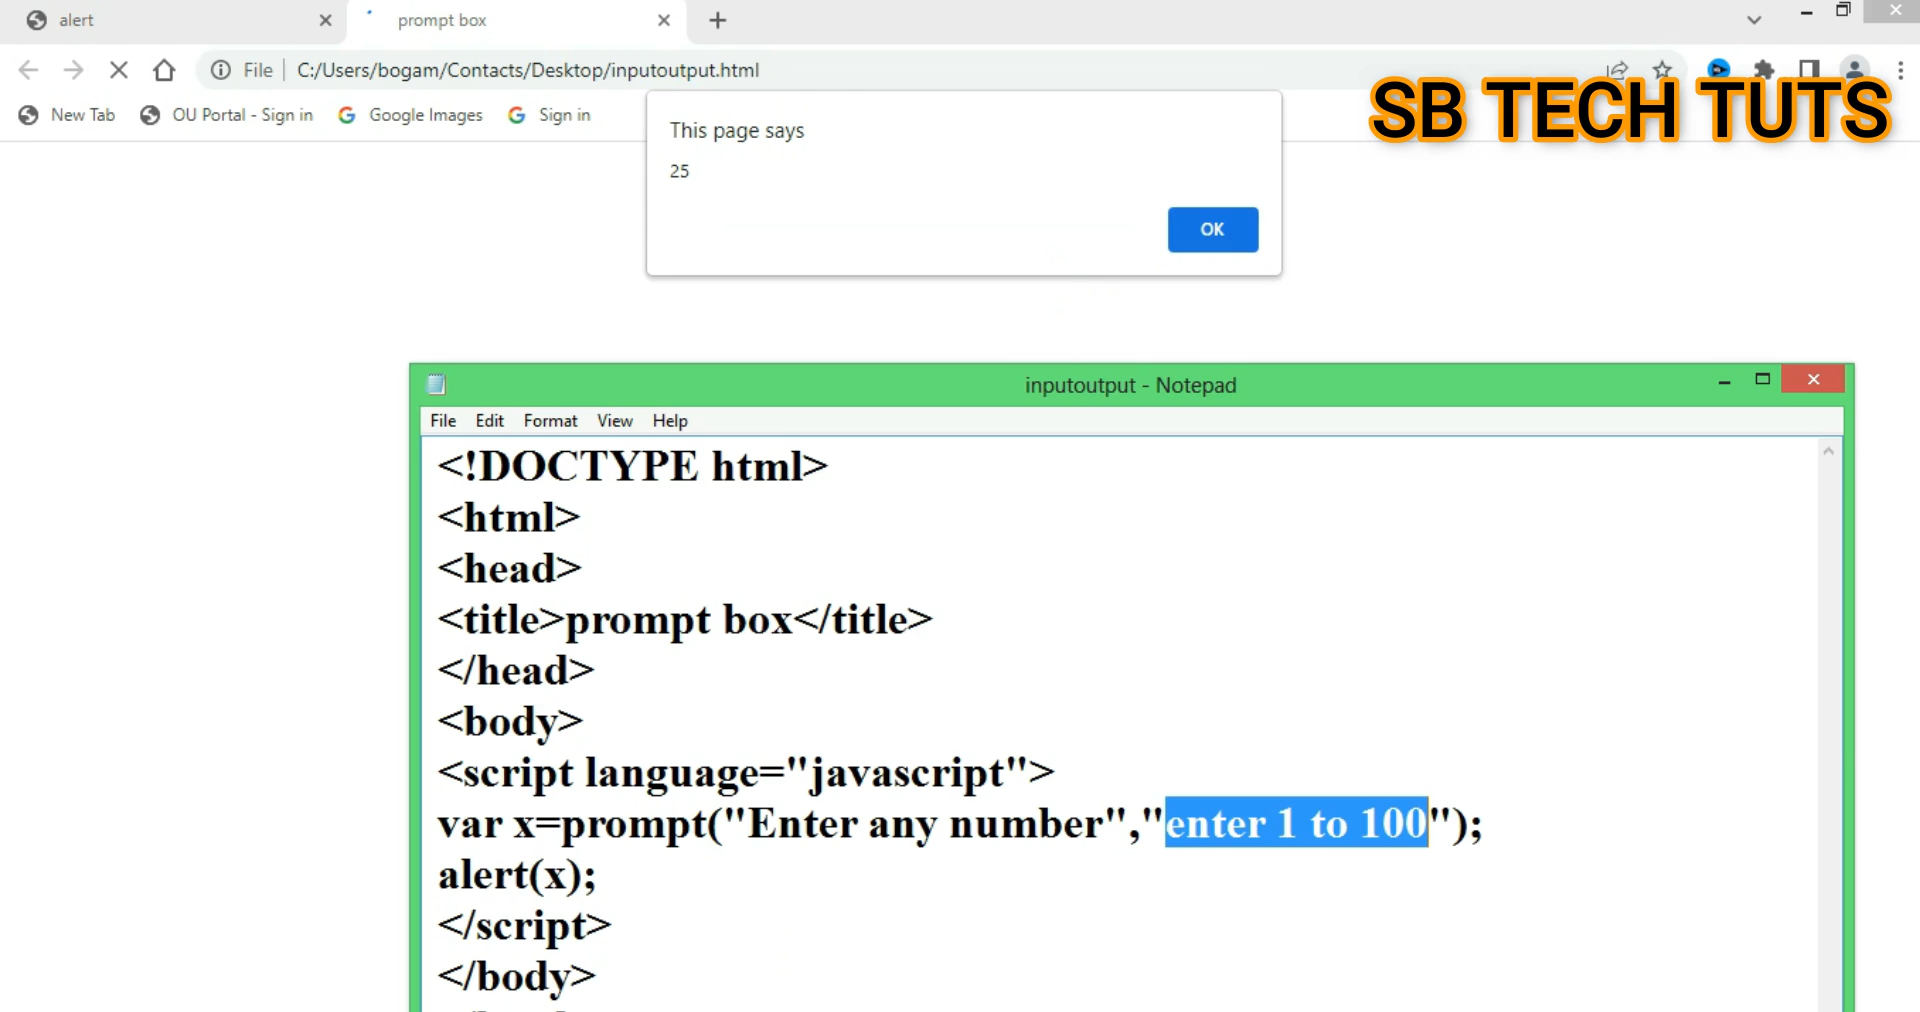 alert
prompt box
File
C:/Users/bogam/Contacts/Desktop/inputoutput.html
New Tab
OU Portal - Sign in
Google Images
Sign in
SB TECH TUTS
This page says
25
OK
inputoutput - Notepad
File Edit Format View Help
<!DOCTYPE html>
<html>
<head>
<title>prompt box</title>
</head>
<body>
<script language="javascript">
var x=prompt("Enter any number","enter 1 to 100");
alert(x);
</script>
</body>